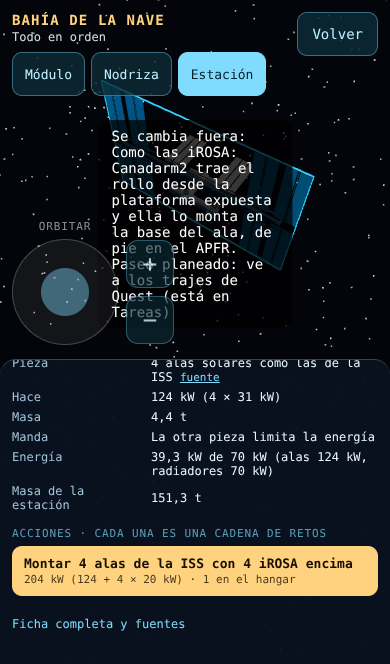 BAHÍA DE LA NAVE
Todo en orden
Volver
Módulo
Nodriza
Estación
Se cambia fuera:
Como las iROSA:
Canadarm2 trae el
rollo desde la
plataforma expuesta
y ella lo monta en
la base del ala, de
pie en el APFR.
Paseo planeado: ve
a los trajes de
Quest (está en
Tareas)
ORBITAR
+
−
Pieza
4 alas solares como las de la
ISS fuente
Hace
124 kW (4 × 31 kW)
Masa
4,4 t
Manda
La otra pieza limita la energía
Energía
39,3 kW de 70 kW (alas 124 kW,
radiadores 70 kW)
Masa de la
estación
151,3 t
ACCIONES · CADA UNA ES UNA CADENA DE RETOS
Montar 4 alas de la ISS con 4 iROSA encima
204 kW (124 + 4 × 20 kW) · 1 en el hangar
Ficha completa y fuentes